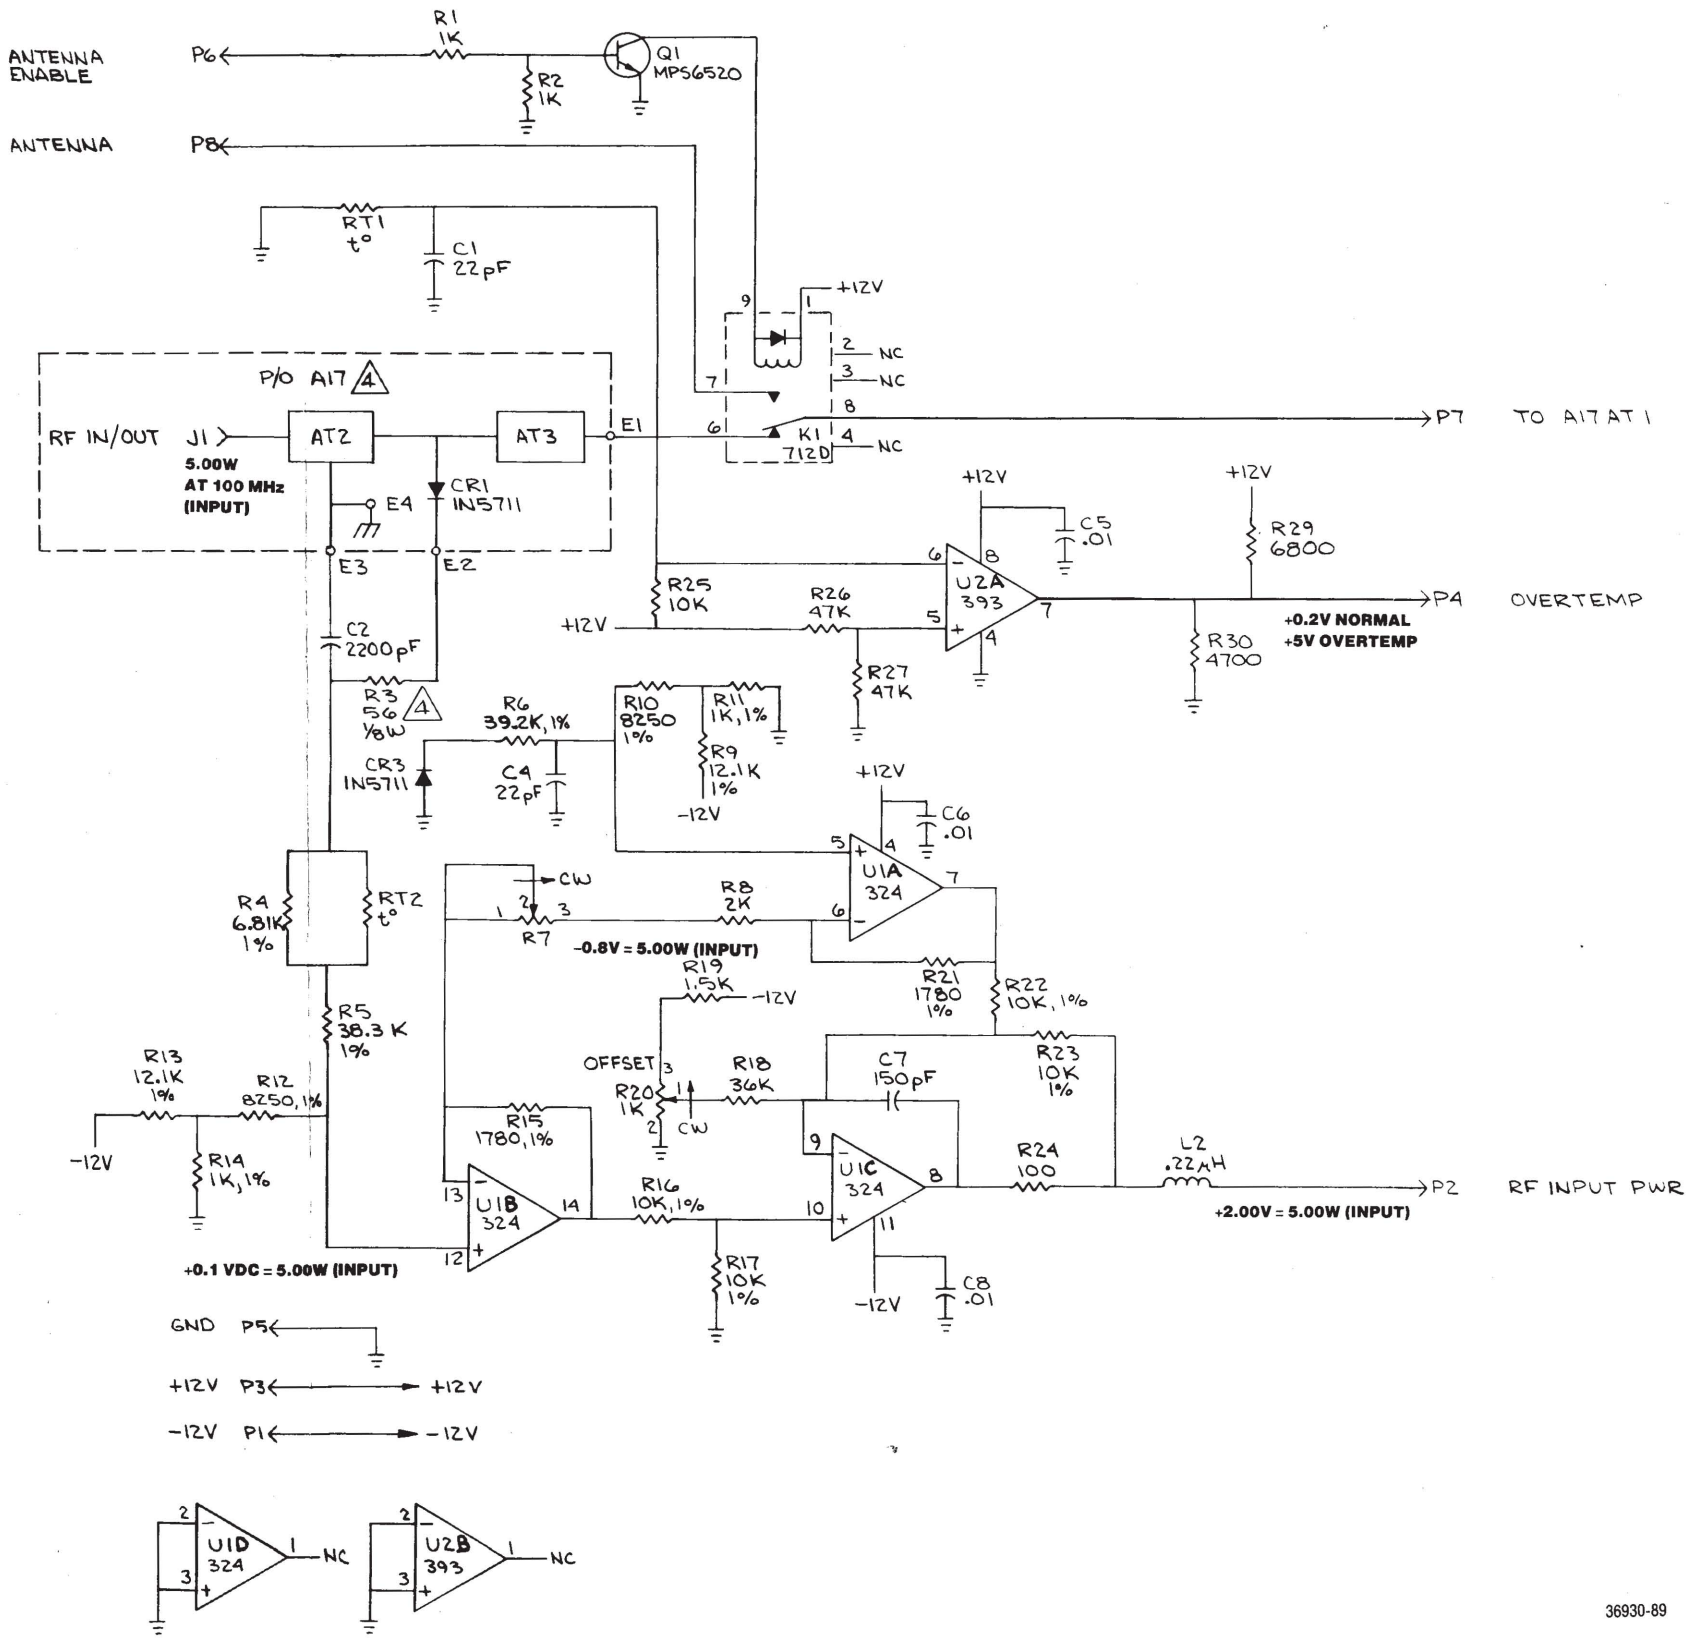 R1
1K
ANTENNA
ENABLE
P6
Q1
MPS6520
R2
1K
ANTENNA
P8
RT1
t°
C1
22pF
9
1
+12V
2
NC
3
NC
7
8
P7
TO A17 AT 1
6
K1
712D
4
NC
P/O A17
4
RF IN/OUT
J1
AT2
AT3
E1
5.00W
AT 100 MHz
(INPUT)
E4
CR1
IN5711
E3
E2
+12V
+12V
C5
.01
R29
6800
6
-
8
U2A
393
7
5
+
4
R25
10K
R26
47K
+12V
P4
OVERTEMP
+0.2V NORMAL
+5V OVERTEMP
R30
4700
R27
47K
C2
2200pF
R3
56
1/8W
4
R6
39.2K, 1%
R10
8250
1%
R11
1K, 1%
R9
12.1K
1%
-12V
CR3
IN5711
C4
22pF
+12V
C6
.01
5
+
4
U1A
324
7
6
-
R4
6.81K
1%
RT2
t°
CW
1
2
3
R7
R8
2K
-0.8V = 5.00W (INPUT)
R19
1.5K
-12V
R21
1780
1%
R22
10K, 1%
R5
38.3 K
1%
R13
12.1K
1%
R12
8250, 1%
-12V
R14
1K, 1%
OFFSET
3
R20
1K
1
2
CW
R18
36K
C7
150pF
R23
10K
1%
R15
1780, 1%
13
-
U1B
324
14
12
+
R16
10K, 1%
R17
10K
1%
9
-
U1C
324
8
10
+
11
R24
100
L2
.22µH
P2
RF INPUT PWR
+2.00V = 5.00W (INPUT)
-12V
C8
.01
+0.1 VDC = 5.00W (INPUT)
GND P5
+12V P3
+12V
-12V P1
-12V
2
-
U1D
324
1
NC
3
+
2
-
U2B
393
1
NC
3
+
36930-89